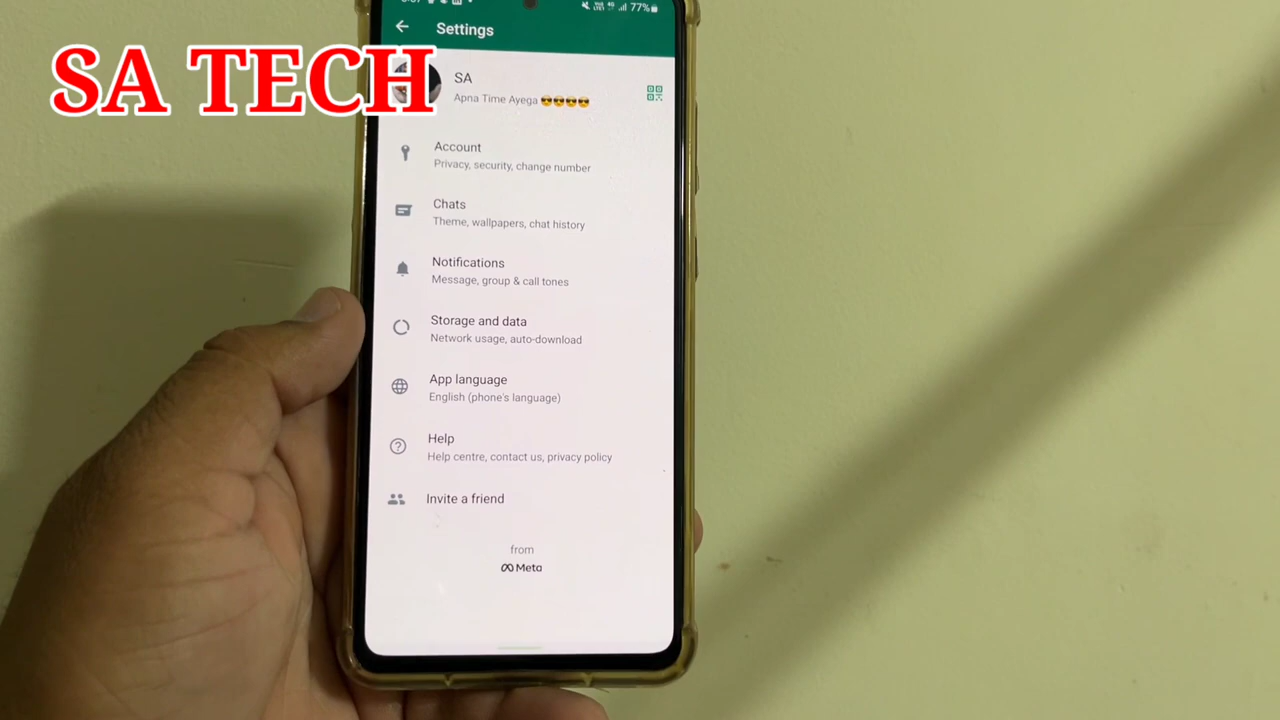 77%
Settings
SA TECH
SA
Apna Time Ayega 😎😎😎😎
Account
Privacy, security, change number
Chats
Theme, wallpapers, chat history
Notifications
Message, group & call tones
Storage and data
Network usage, auto-download
App language
English (phone's language)
Help
Help centre, contact us, privacy policy
Invite a friend
from
Meta